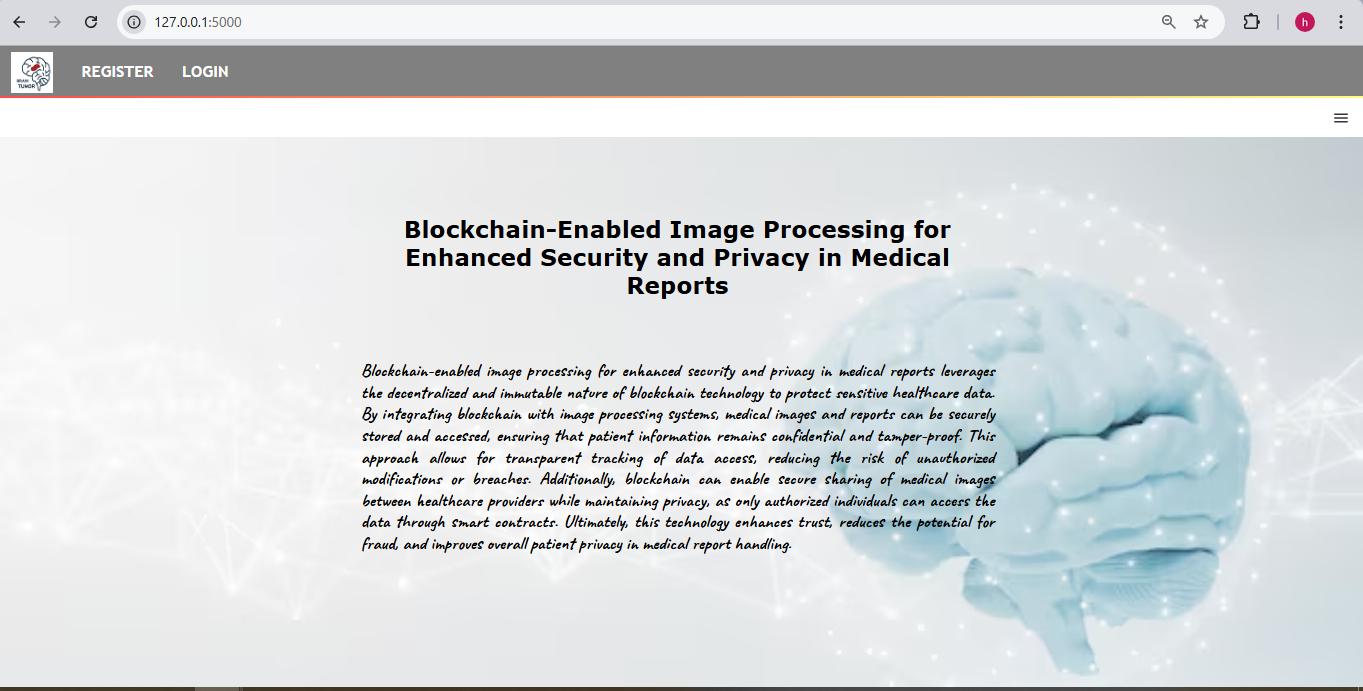 127.0.0.1:5000
h
BRAIN
TUMOR
REGISTER LOGIN
Blockchain-Enabled Image Processing for
Enhanced Security and Privacy in Medical
Reports
Blockchain-enabled image processing for enhanced security and privacy in medical reports leverages
the decentralized and immutable nature of blockchain technology to protect sensitive healthcare data.
By integrating blockchain with image processing systems, medical images and reports can be securely
stored and accessed, ensuring that patient information remains confidential and tamper-proof. This
approach allows for transparent tracking of data access, reducing the risk of unauthorized
modifications or breaches. Additionally, blockchain can enable secure sharing of medical images
between healthcare providers while maintaining privacy, as only authorized individuals can access the
data through smart contracts. Ultimately, this technology enhances trust, reduces the potential for
fraud, and improves overall patient privacy in medical report handling.